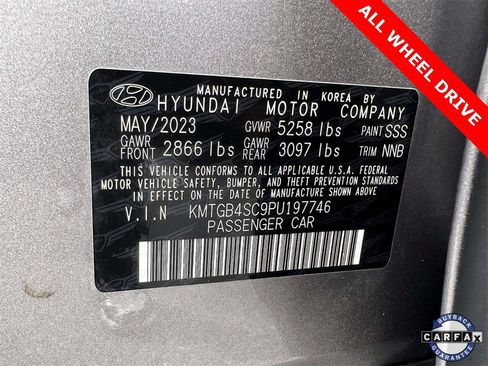 ALL WHEEL DRIVE
MANUFACTURED IN KOREA BY
HYUNDAI MOTOR COMPANY
MAY/2023 GVWR 5258 lbs PAINT SSS
GAWR FRONT 2866 lbs GAWR REAR 3097 lbs TRIM NNB
THIS VEHICLE CONFORMS TO ALL APPLICABLE U.S.A. FEDERAL
MOTOR VEHICLE SAFETY, BUMPER, AND THEFT PREVENTION STANDARDS
IN EFFECT ON THE DATE OF MANUFACTURE SHOWN ABOVE.
V.I.N KMTGB4SC9PU197746
PASSENGER CAR
BUYBACK
CARFAX
GUARANTEE